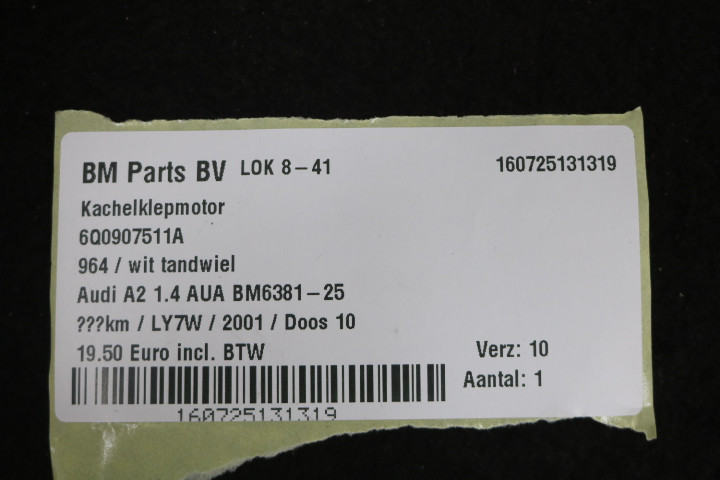 BM Parts BV LOK 8-41 160725131319
Kachelklepmotor
6Q0907511A
964 / wit tandwiel
Audi A2 1.4 AUA BM6381-25
???km / LY7W / 2001 / Doos 10
19.50 Euro incl. BTW Verz: 10
Aantal: 1
160725131319